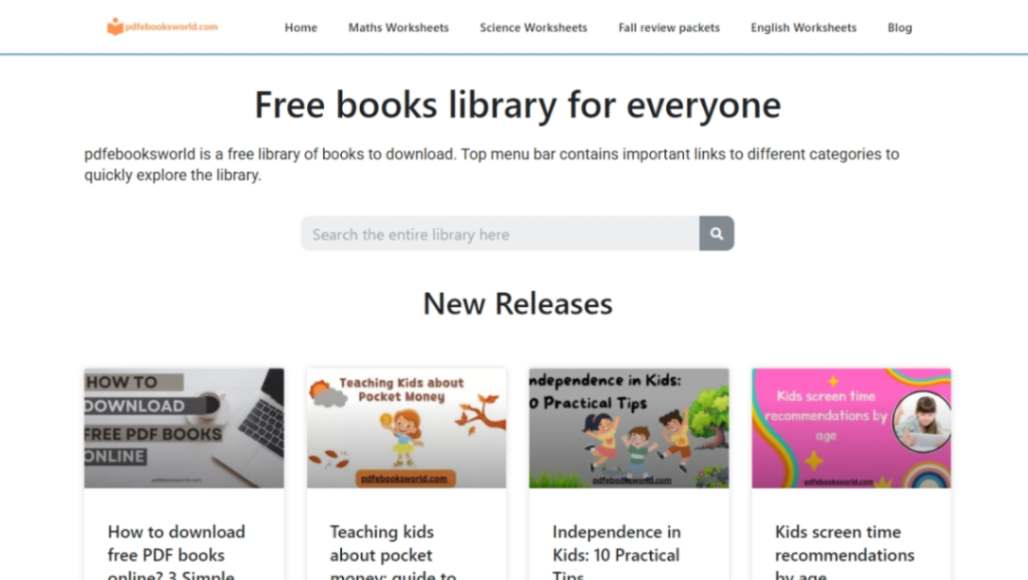 pdfebooksworld.com
Home Maths Worksheets Science Worksheets Fall review packets English Worksheets Blog
Free books library for everyone
pdfebooksworld is a free library of books to download. Top menu bar contains important links to different categories to
quickly explore the library.
Search the entire library here
New Releases
HOW TO
DOWNLOAD
FREE PDF BOOKS
ONLINE
pdfebooksworld.com
Teaching Kids about
Pocket Money
pdfebooksworld.com
ndependence in Kids:
0 Practical Tips
pdfebooksworld.com
Kids screen time
recommendations by
age
pdfebooksworld.com
How to download
free PDF books
online? 3 Simple
Teaching kids
about pocket
money: guide to
Independence in
Kids: 10 Practical
Tips
Kids screen time
recommendations
by age